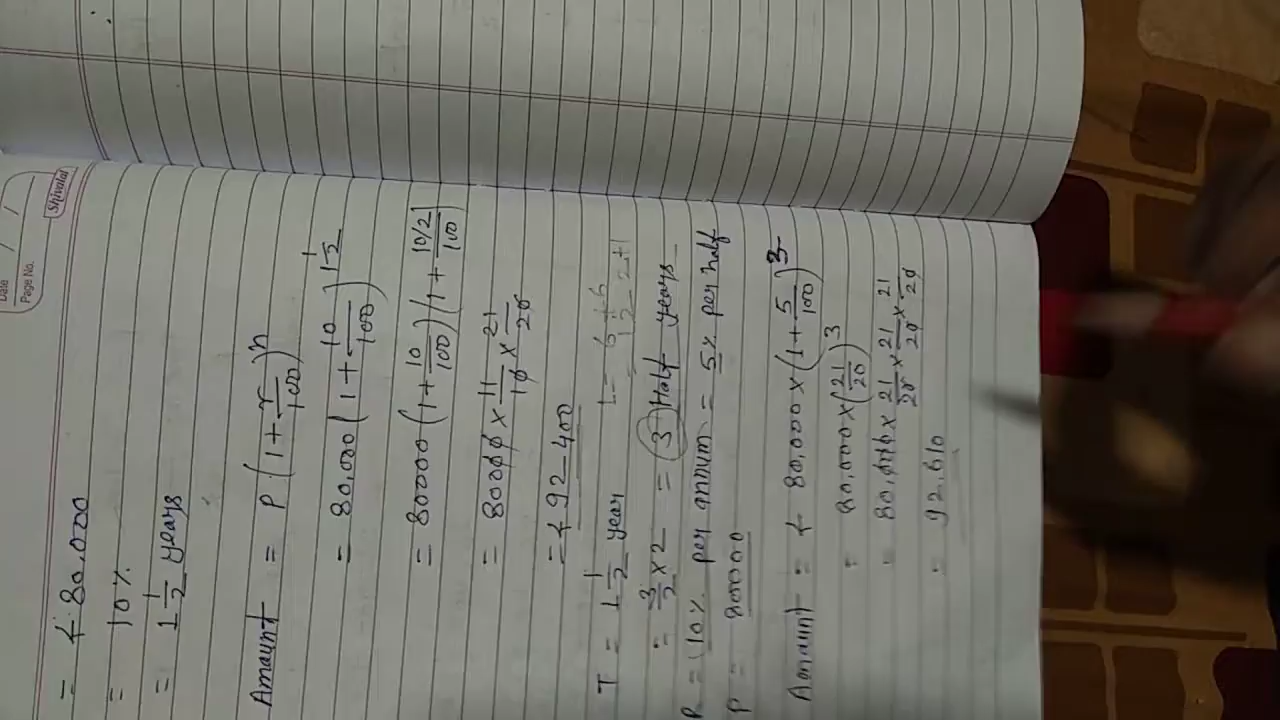 Date / /
Page No.
Shivalal
= ₹ 80,000
= 10%
= 1 1/2 years
Amount = P (1 + r/100)^n
= 80,000 (1 + 10/100)^1 1/2
= 80000 (1 + 10/100) (1 + 10/2/100)
= 80000 × 11/10 × 21/20
= ₹ 92-400
T = 1 1/2 year
= 3/2 × 2 = 3 Half years
R = 10% per annum = 5% per half
P = 80000
Amount = ₹ 80,000 × (1 + 5/100)^3
= 80,000 × (21/20)^3
= 80,000 × 21/20 × 21/20 × 21/20
= 92,610